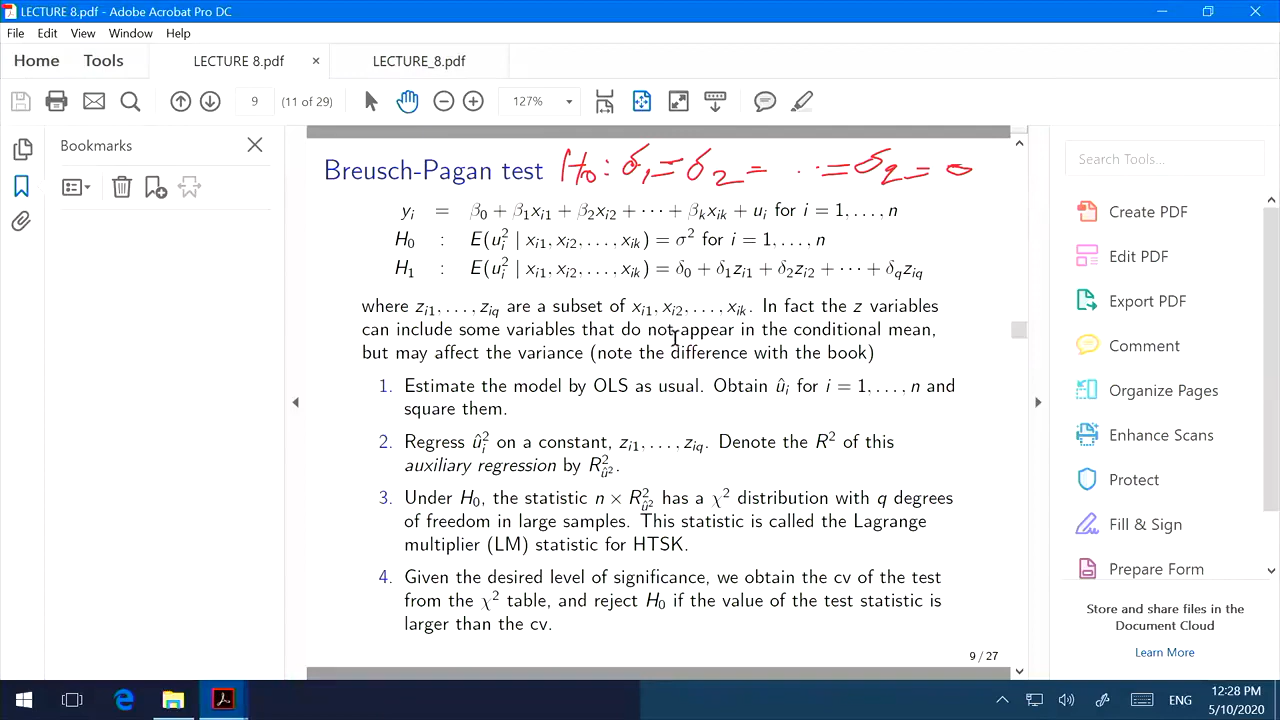 LECTURE 8.pdf - Adobe Acrobat Pro DC
File Edit View Window Help
Home Tools LECTURE 8.pdf × LECTURE_8.pdf
9 (11 of 29) 127%
Bookmarks
Breusch-Pagan test H₀: δ₁ = δ₂ = ... = δq = 0
yᵢ = β₀ + β₁xᵢ₁ + β₂xᵢ₂ + ··· + βₖxᵢₖ + uᵢ for i = 1, ..., n
H₀ : E(uᵢ² | xᵢ₁, xᵢ₂, ..., xᵢₖ) = σ² for i = 1, ..., n
H₁ : E(uᵢ² | xᵢ₁, xᵢ₂, ..., xᵢₖ) = δ₀ + δ₁zᵢ₁ + δ₂zᵢ₂ + ··· + δqzᵢq
where zᵢ₁, ..., zᵢq are a subset of xᵢ₁, xᵢ₂, ..., xᵢₖ. In fact the z variables
can include some variables that do not appear in the conditional mean,
but may affect the variance (note the difference with the book)
1. Estimate the model by OLS as usual. Obtain ûᵢ for i = 1, ..., n and
square them.
2. Regress ûᵢ² on a constant, zᵢ₁, ..., zᵢq. Denote the R² of this
auxiliary regression by R²û².
3. Under H₀, the statistic n × R²û² has a χ² distribution with q degrees
of freedom in large samples. This statistic is called the Lagrange
multiplier (LM) statistic for HTSK.
4. Given the desired level of significance, we obtain the cv of the test
from the χ² table, and reject H₀ if the value of the test statistic is
larger than the cv.
9 / 27
Search Tools...
Create PDF
Edit PDF
Export PDF
Comment
Organize Pages
Enhance Scans
Protect
Fill & Sign
Prepare Form
Store and share files in the
Document Cloud
Learn More
ENG
12:28 PM
5/10/2020